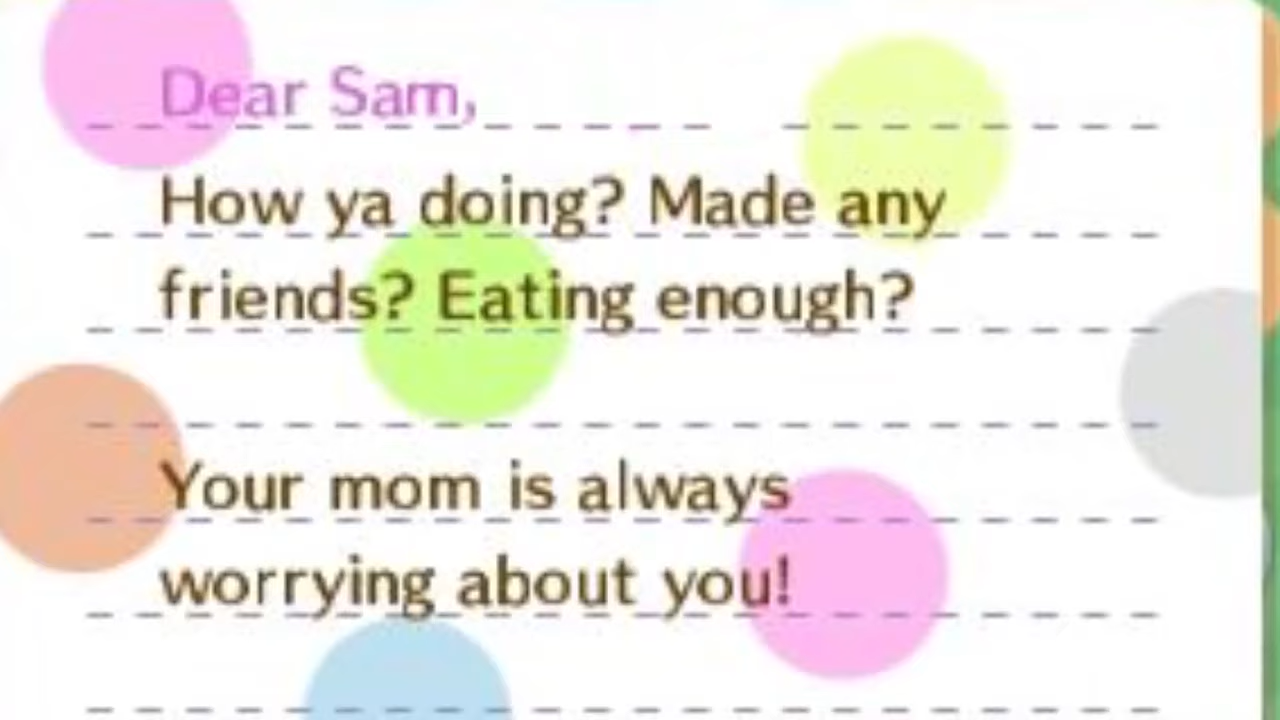 Dear Sam,
How ya doing? Made any
friends? Eating enough?
Your mom is always
worrying about you!